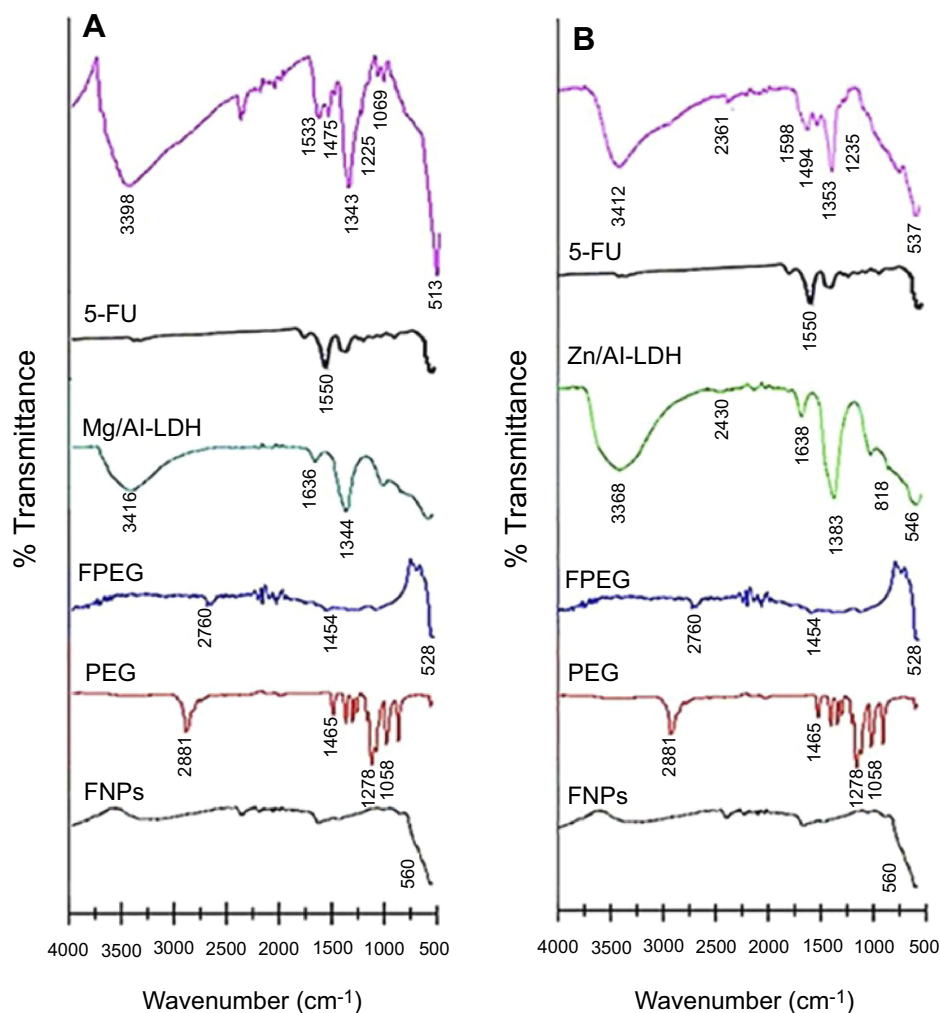 A
1533
1475
1225
1343
1069
3398
513
5-FU
1550
Mg/Al-LDH
3416
1636
1344
FPEG
2760
1454
528
PEG
2881
1465
1278
1058
FNPs
560
% Transmittance
4000 3000 2500 2000 1500 1000 500
Wavenumber (cm-1)
B
2361
1598
1494
1353
1235
3412
537
5-FU
1550
Zn/Al-LDH
2430
1638
3368
1383
818
546
FPEG
2760
1454
528
PEG
2881
1465
1278
1058
FNPs
560
% Transmittance
4000 3000 2500 2000 1500 1000 500
Wavenumber (cm-1)